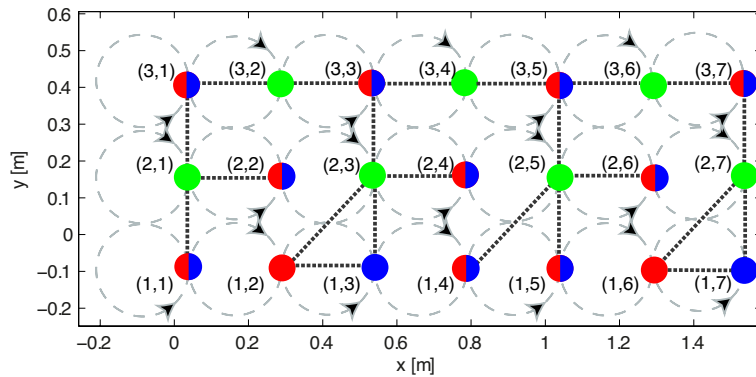 0.6
0.5
0.4
0.3
0.2
0.1
0
−0.1
−0.2
y [m]
(3,1) (3,2) (3,3) (3,4) (3,5) (3,6) (3,7)
(2,1) (2,2) (2,3) (2,4) (2,5) (2,6) (2,7)
(1,1) (1,2) (1,3) (1,4) (1,5) (1,6) (1,7)
−0.2 0 0.2 0.4 0.6 0.8 1 1.2 1.4
x [m]